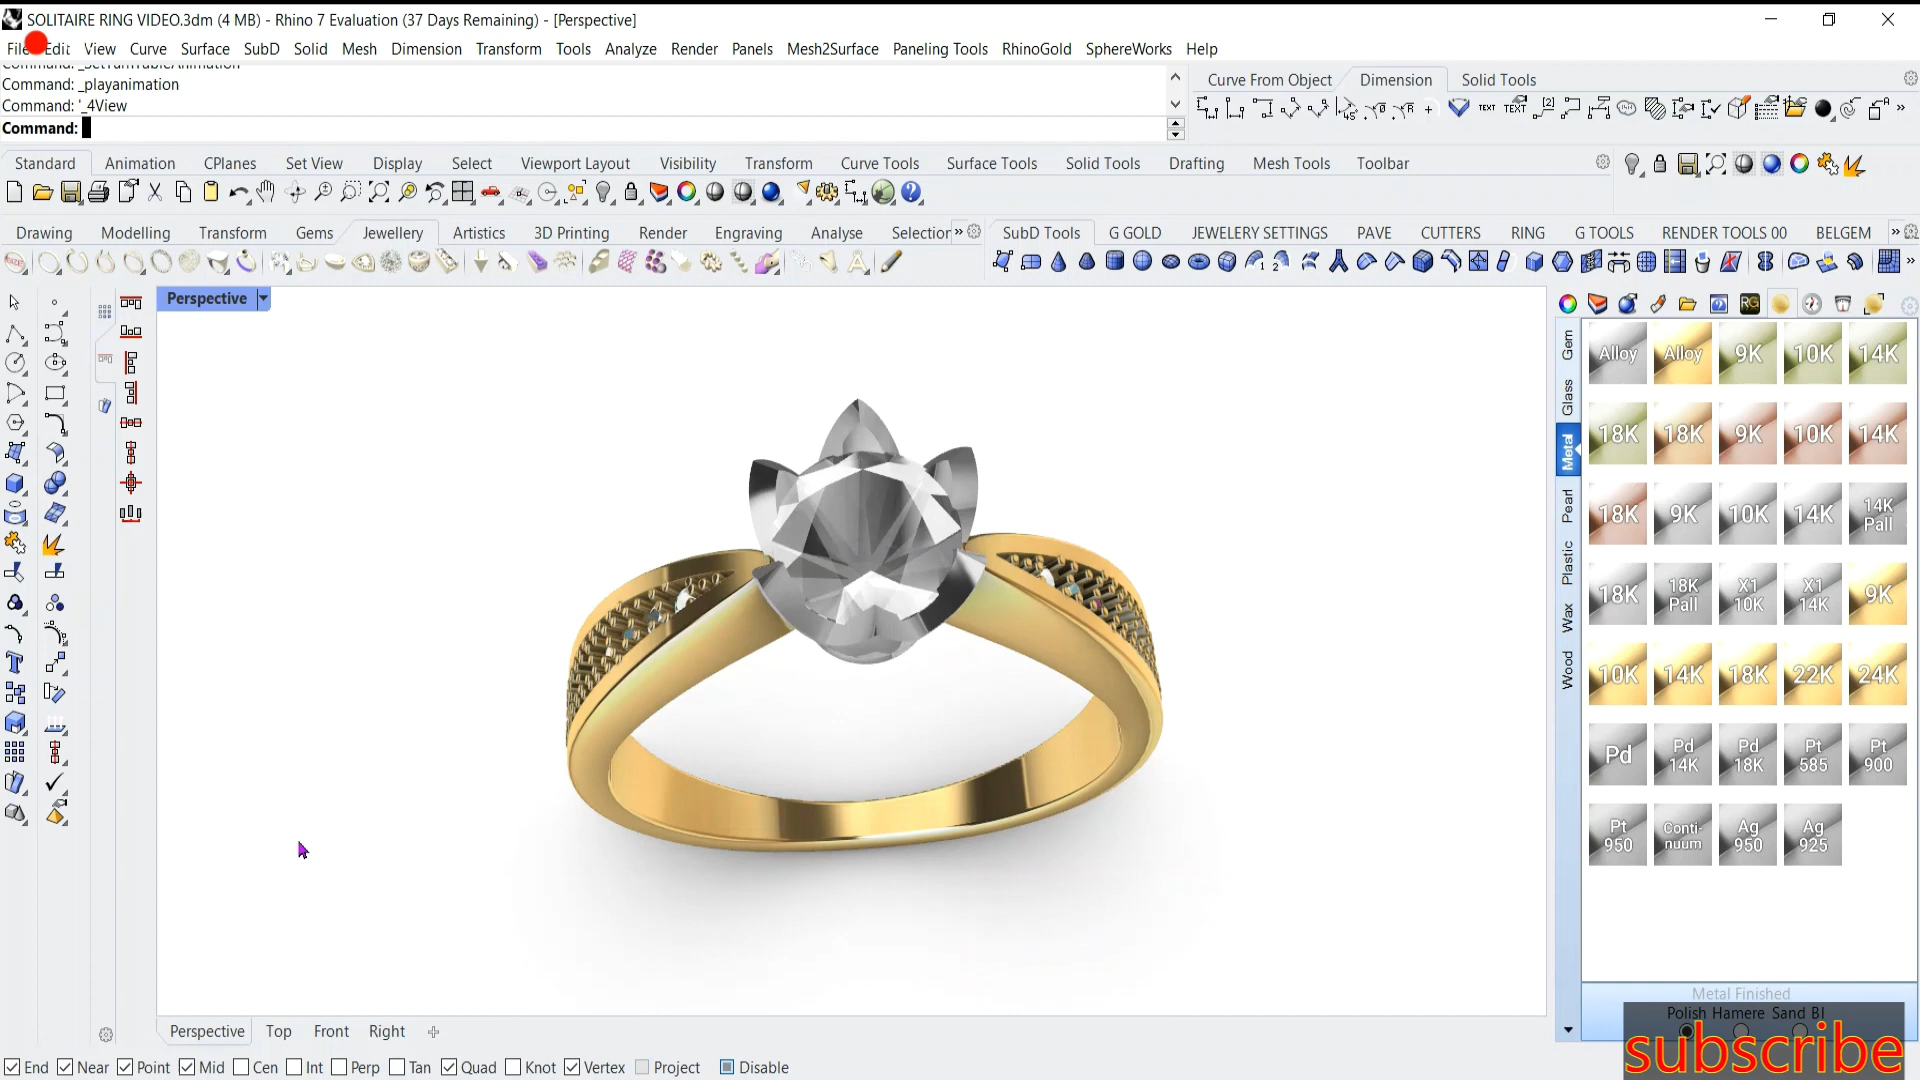 SOLITAIRE RING VIDEO.3dm (4 MB) - Rhino 7 Evaluation (37 Days Remaining) - [Perspective]
File Edit View Curve Surface SubD Solid Mesh Dimension Transform Tools Analyze Render Panels Mesh2Surface Paneling Tools RhinoGold SphereWorks Help
Command: _SetTurntableAnimation
Command: _playanimation
Command: '_4View
Command:
Curve From Object Dimension Solid Tools
Standard Animation CPlanes Set View Display Select Viewport Layout Visibility Transform Curve Tools Surface Tools Solid Tools Drafting Mesh Tools Toolbar
Drawing Modelling Transform Gems Jewellery Artistics 3D Printing Render Engraving Analyse Selection
SubD Tools G GOLD JEWELERY SETTINGS PAVE CUTTERS RING G TOOLS RENDER TOOLS 00 BELGEM
Perspective
Gem
Glass
Metal
Pearl
Plastic
Wax
Wood
Alloy Alloy 9K 10K 14K
18K 18K 9K 10K 14K
18K 9K 10K 14K 14K Pall
18K 18K Pall X1 10K X1 14K 9K
10K 14K 18K 22K 24K
Pd Pd 14K Pd 18K Pt 585 Pt 900
Pt 950 Conti-nuum Ag 950 Ag 925
Metal Finished
Polish Hamere Sand Bl
subscribe
Perspective Top Front Right
End Near Point Mid Cen Int Perp Tan Quad Knot Vertex Project Disable